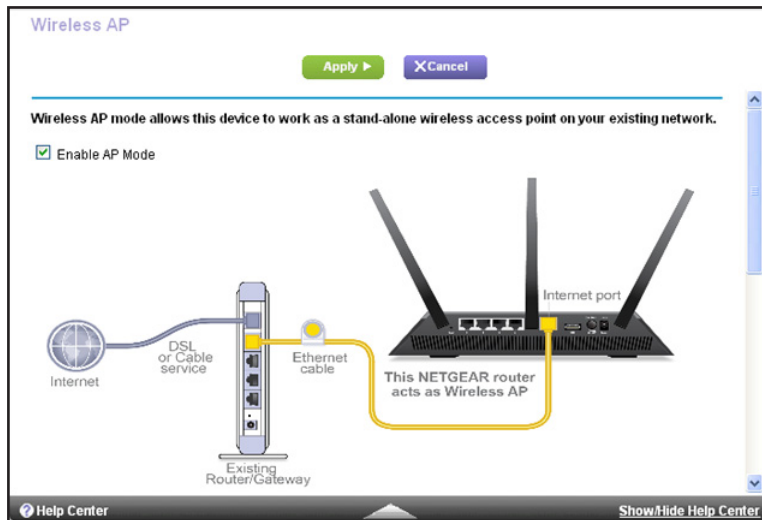 Wireless AP
Apply
Cancel
Wireless AP mode allows this device to work as a stand-alone wireless access point on your existing network.
Enable AP Mode
Internet port
DSL
or Cable
service
Ethernet
cable
Internet
This NETGEAR router
acts as Wireless AP
Existing
Router/Gateway
Help Center
Show/Hide Help Center